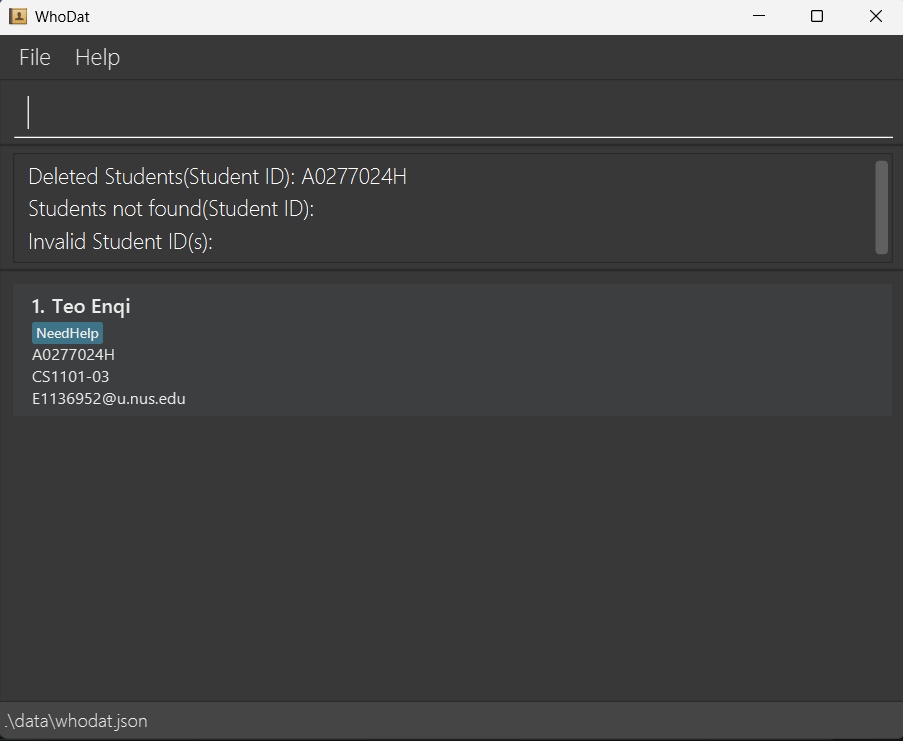 WhoDat
File Help
Deleted Students(Student ID): A0277024H
Students not found(Student ID):
Invalid Student ID(s):
1. Teo Enqi
NeedHelp
A0277024H
CS1101-03
E1136952@u.nus.edu
.\data\whodat.json